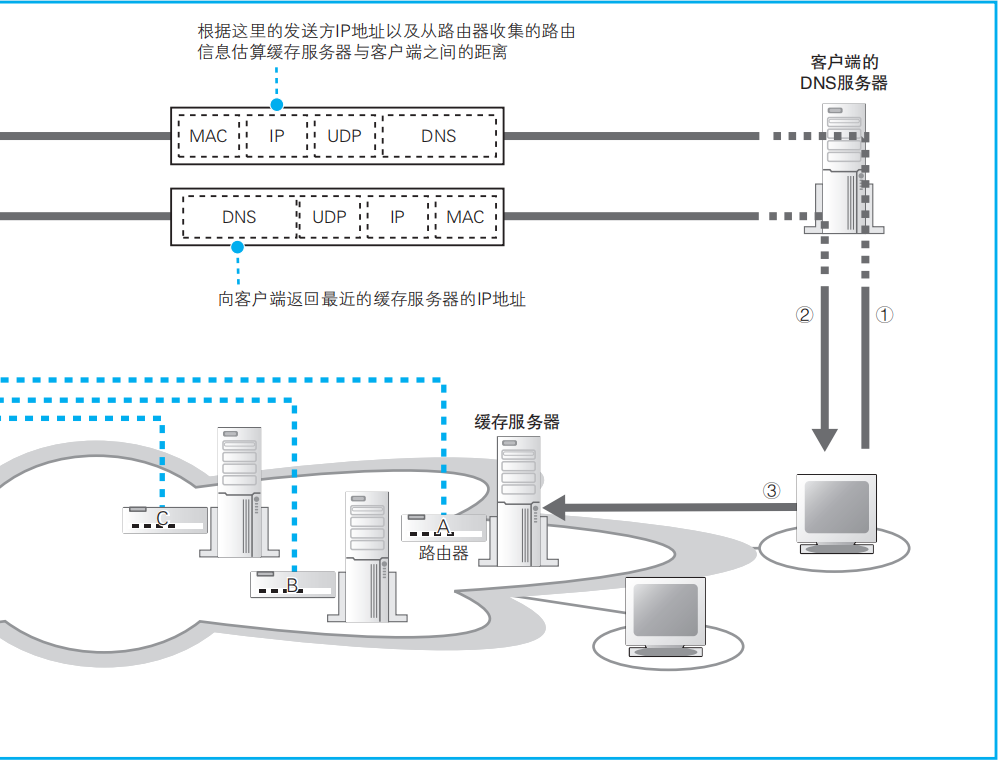 根据这里的发送方IP地址以及从路由器收集的路由
信息估算缓存服务器与客户端之间的距离
客户端的
DNS服务器
MAC IP UDP DNS
DNS UDP IP MAC
向客户端返回最近的缓存服务器的IP地址
② ①
缓存服务器
③
C
A
路由器
B